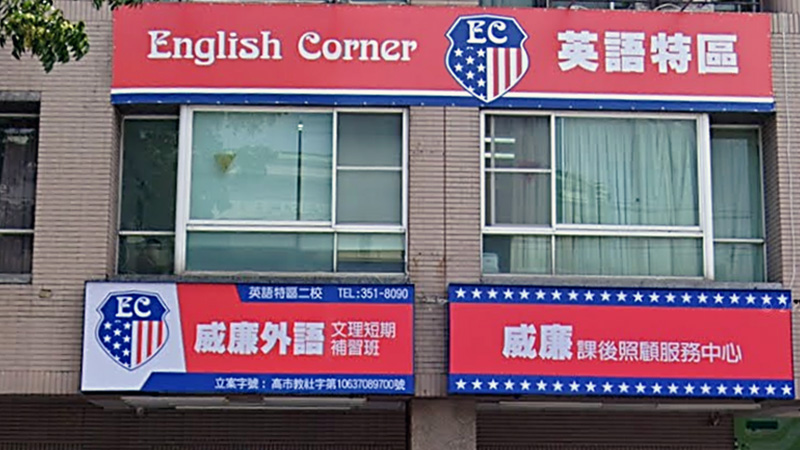 English Corner
EC
英語特區
EC
英語特區二校 TEL:351-8090
威廉外語
文理短期
補習班
立案字號：高市教社字第10637089700號
威廉 課後照顧服務中心